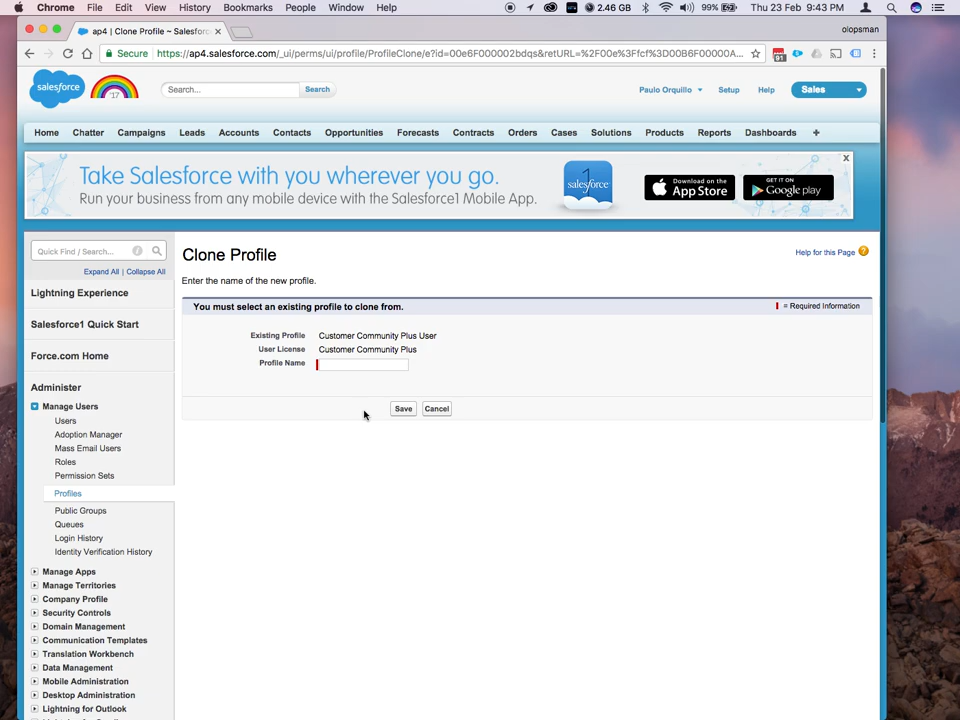 Chrome File Edit View History Bookmarks People Window Help 2.46 GB 99% Thu 23 Feb 9:43 PM
ap4 | Clone Profile ~ Salesforc
olopsman
Secure https://ap4.salesforce.com/_ui/perms/ui/profile/ProfileClone/e?id=00e6F000002bdqs&retURL=%2F00e%3Ffcf%3D00B6F00000A... 91
salesforce '17 Search... Search Paulo Orquillo Setup Help Sales
Home Chatter Campaigns Leads Accounts Contacts Opportunities Forecasts Contracts Orders Cases Solutions Products Reports Dashboards +
Take Salesforce with you wherever you go.
Run your business from any mobile device with the Salesforce1 Mobile App.
salesforce 1
Download on the App Store
GET IT ON Google play
x
Quick Find / Search...
Expand All | Collapse All
Lightning Experience
Salesforce1 Quick Start
Force.com Home
Administer
Manage Users
Users
Adoption Manager
Mass Email Users
Roles
Permission Sets
Profiles
Public Groups
Queues
Login History
Identity Verification History
Manage Apps
Manage Territories
Company Profile
Security Controls
Domain Management
Communication Templates
Translation Workbench
Data Management
Mobile Administration
Desktop Administration
Lightning for Outlook
Clone Profile
Help for this Page ?
Enter the name of the new profile.
You must select an existing profile to clone from.
= Required Information
Existing Profile Customer Community Plus User
User License Customer Community Plus
Profile Name
Save Cancel